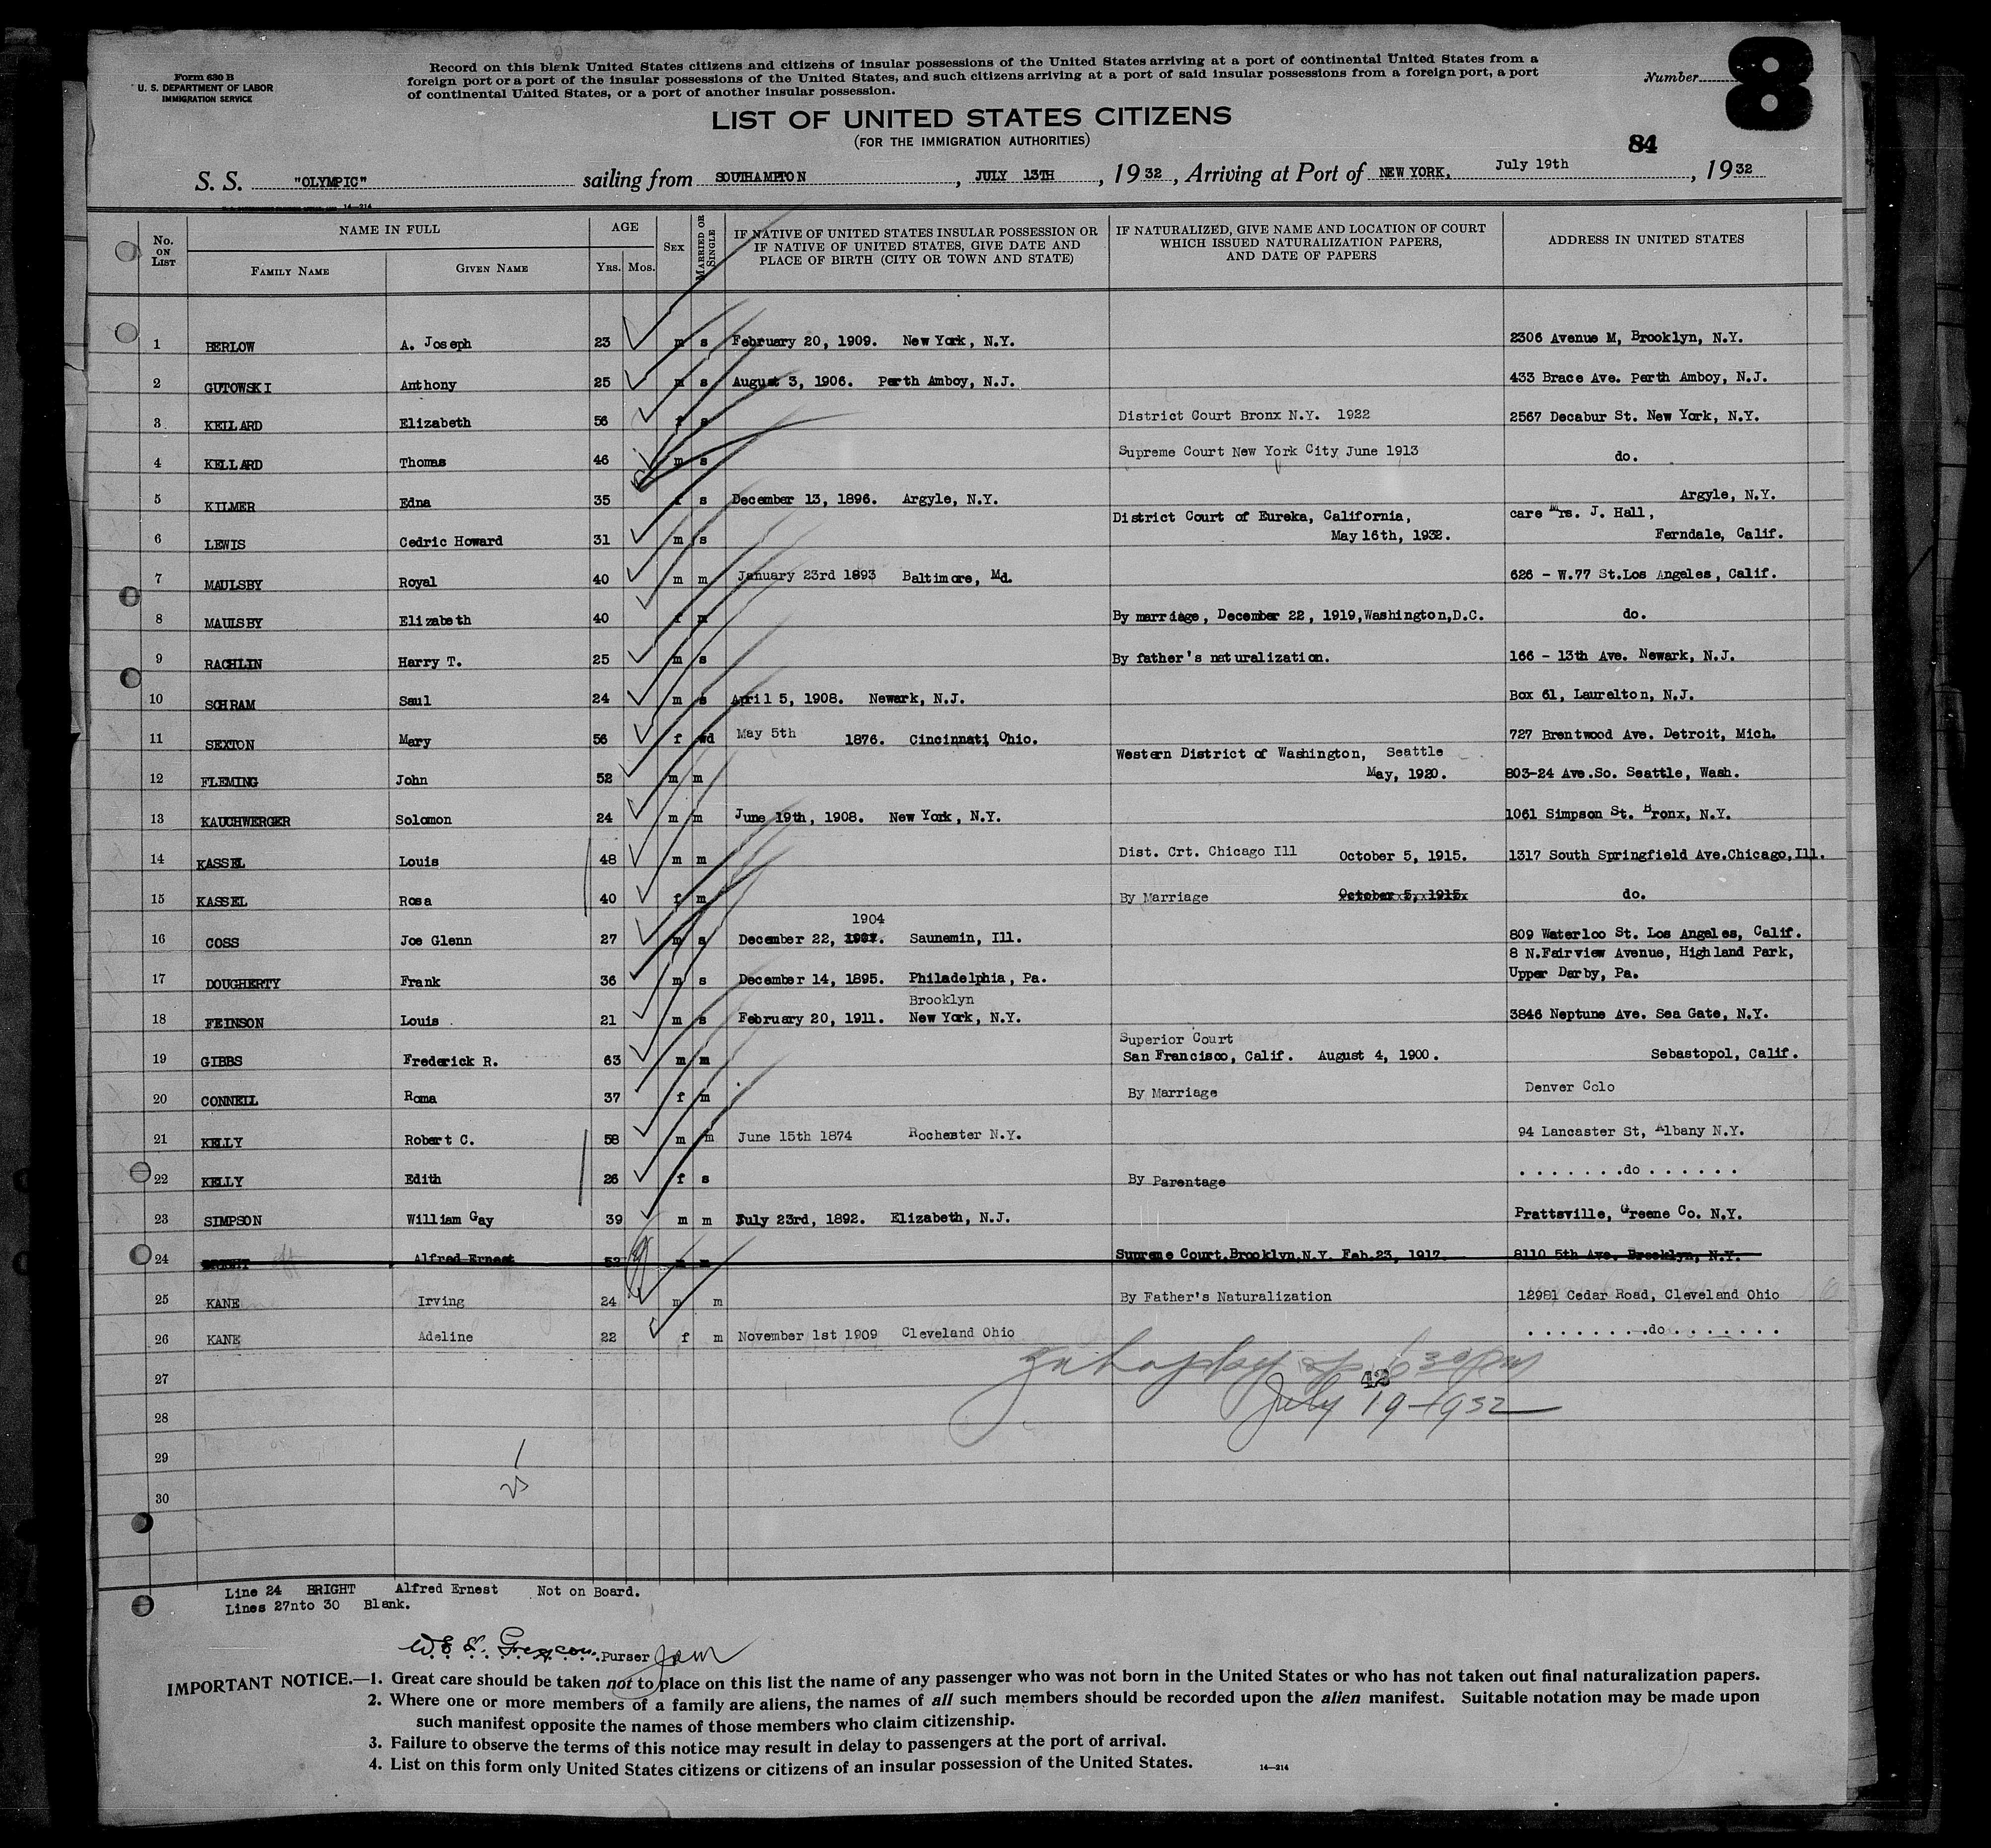 Form 630 B
U. S. DEPARTMENT OF LABOR
IMMIGRATION SERVICE
Record on this blank United States citizens and citizens of insular possessions of the United States arriving at a port of continental United States from a
foreign port or a port of the insular possessions of the United States, and such citizens arriving at a port of said insular possessions from a foreign port, a port
of continental United States, or a port of another insular possession.
Number 8
LIST OF UNITED STATES CITIZENS
(FOR THE IMMIGRATION AUTHORITIES)
84
S. S. "OLYMPIC" sailing from SOUTHAMPTON, JULY 13TH, 1932, Arriving at Port of NEW YORK, July 19th, 1932
14—214
No. ON LIST NAME IN FULL AGE SEX MARRIED OR SINGLE IF NATIVE OF UNITED STATES INSULAR POSSESSION OR IF NATIVE OF UNITED STATES, GIVE DATE AND PLACE OF BIRTH (CITY OR TOWN AND STATE) IF NATURALIZED, GIVE NAME AND LOCATION OF COURT WHICH ISSUED NATURALIZATION PAPERS, AND DATE OF PAPERS ADDRESS IN UNITED STATES
FAMILY NAME GIVEN NAME YRS. MOS.
1 BERLOW A. Joseph 23 m s February 20, 1909. New York, N.Y. 2306 Avenue M, Brooklyn, N.Y.
2 GUTOWSKI Anthony 25 m s August 3, 1906. Perth Amboy, N.J. 433 Brace Ave. Perth Amboy, N.J.
3 KELLARD Elizabeth 56 f s District Court Bronx N.Y. 1922 2567 Decabur St. New York, N.Y.
4 KELLARD Thomas 46 m s Supreme Court New York City June 1913 do.
5 KILMER Edna 35 f s December 13, 1896. Argyle, N.Y. Argyle, N.Y.
District Court of Eureka, California, care Mrs. J. Hall,
6 LEWIS Cedric Howard 31 m s May 16th, 1932. Ferndale, Calif.
7 MAULSBY Royal 40 m m January 23rd 1893 Baltimore, Md. 626 - W.77 St.Los Angeles, Calif.
8 MAULSBY Elizabeth 40 f m By marriage, December 22, 1919,Washington,D.C. do.
9 RACHLIN Harry T. 25 m s By father's naturalization. 166 - 13th Ave. Newark, N.J.
10 SCHRAM Saul 24 m s April 5, 1908. Newark, N.J. Box 61, Laurelton, N.J.
11 SEXTON Mary 56 f wd May 5th 1876. Cincinnati Ohio. 727 Brentwood Ave. Detroit, Mich.
Western District of Washington, Seattle
12 FLEMING John 52 m m May, 1920. 803-24 Ave.So. Seattle, Wash.
13 KAUCHWERGER Solomon 24 m m June 19th, 1908. New York, N.Y. 1061 Simpson St. Bronx, N.Y.
14 KASSEL Louis 48 m m Dist. Crt. Chicago Ill October 5, 1915. 1317 South Springfield Ave.Chicago,Ill.
15 KASSEL Rosa 40 f m By Marriage October 5, 1915. do.
1904
16 COSS Joe Glenn 27 m s December 22, 1907. Saunemin, Ill. 809 Waterloo St. Los Angeles, Calif.
8 N.Fairview Avenue, Highland Park,
17 DOUGHERTY Frank 36 m s December 14, 1895. Philadelphia, Pa. Upper Darby, Pa.
Brooklyn
18 FEINSON Louis 21 m s February 20, 1911. New York, N.Y. 3846 Neptune Ave. Sea Gate, N.Y.
Superior Court
19 GIBBS Frederick R. 63 m m San Francisco, Calif. August 4, 1900. Sebastopol, Calif.
20 CONNELL Roma 37 f m By Marriage Denver Colo
21 KELLY Robert C. 58 m m June 15th 1874 Rochester N.Y. 94 Lancaster St, Albany N.Y.
22 KELLY Edith 26 f s By Parentage . . . . . . .do . . . . . .
23 SIMPSON William Gay 39 m m July 23rd, 1892. Elizabeth, N.J. Prattsville, Greene Co. N.Y.
24 BRIGHT Alfred Ernest 52 m m Supreme Court,Brooklyn,N.Y. Feb.23, 1917. 8110 5th Ave. Brooklyn, N.Y.
25 KANE Irving 24 m m By Father's Naturalization 12981 Cedar Road, Cleveland Ohio
26 KANE Adeline 22 f m November 1st 1909 Cleveland Ohio . . . . . . . .do . . . . . . .
27 42
July 19-1932
28
29
30
Line 24 BRIGHT Alfred Ernest Not on Board.
Lines 27nto 30 Blank.
Purser
IMPORTANT NOTICE.—1. Great care should be taken not to place on this list the name of any passenger who was not born in the United States or who has not taken out final naturalization papers.
2. Where one or more members of a family are aliens, the names of all such members should be recorded upon the alien manifest. Suitable notation may be made upon
such manifest opposite the names of those members who claim citizenship.
3. Failure to observe the terms of this notice may result in delay to passengers at the port of arrival.
4. List on this form only United States citizens or citizens of an insular possession of the United States.
14—214